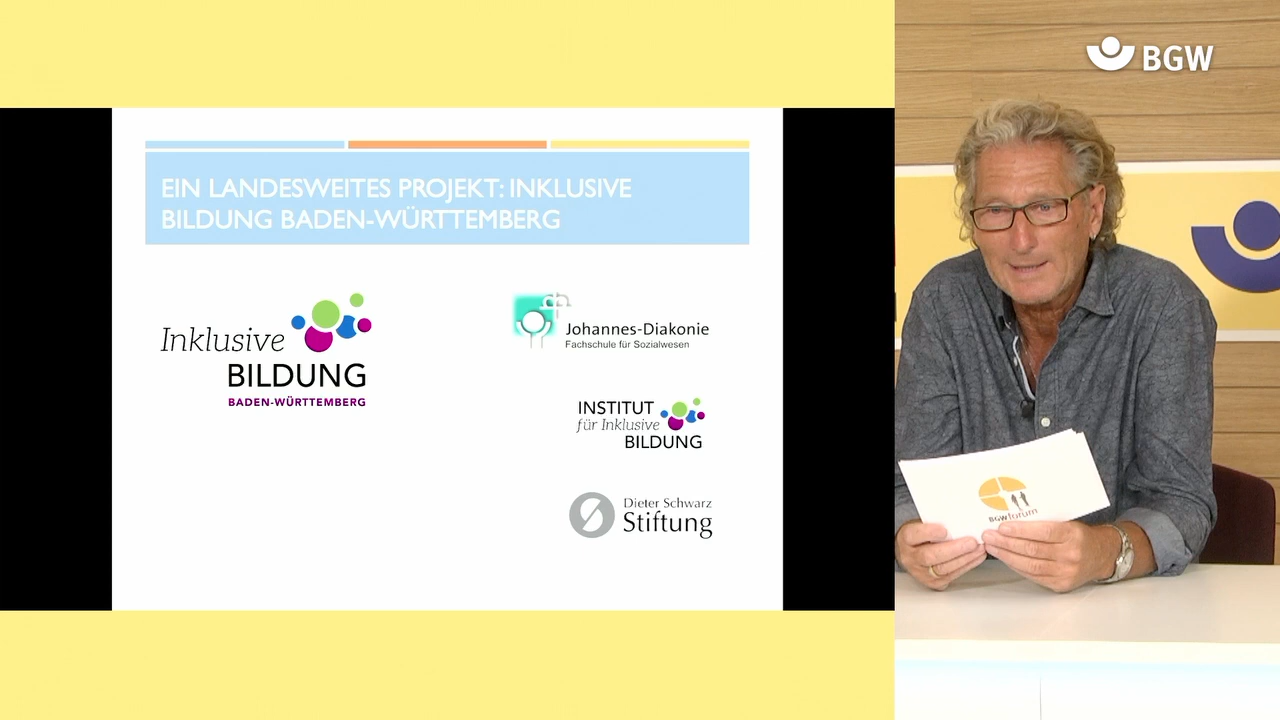 EIN LANDESWEITES PROJEKT: INKLUSIVE
BILDUNG BADEN-WÜRTTEMBERG
Inklusive
BILDUNG
BADEN-WÜRTTEMBERG
Johannes-Diakonie
Fachschule für Sozialwesen
INSTITUT
für Inklusive
BILDUNG
Dieter Schwarz
Stiftung
BGW
BGWforum